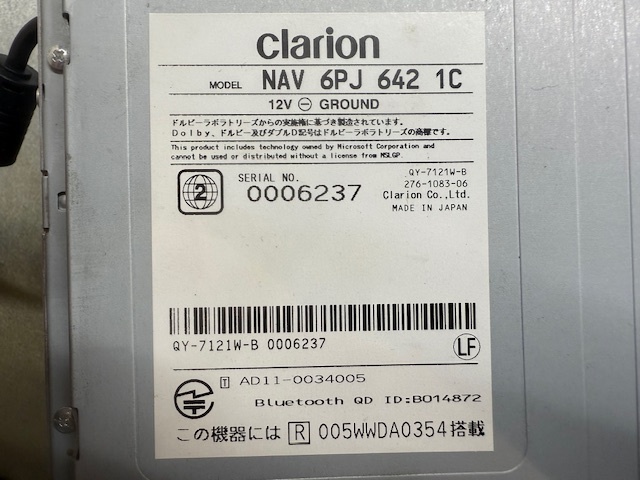 clarion
MODEL NAV 6PJ 642 1C
12V ⊖ GROUND
ドルビーラボラトリーズからの実施権に基づき製造されています。
Dolby、ドルビー及びダブルD記号はドルビーラボラトリーズの商標です。
This product includes technology owned by Microsoft Corporation and
cannot be used or distributed without a license from MSLGP.
2
SERIAL NO.
0006237
QY-7121W-B
276-1083-06
Clarion Co.,Ltd.
MADE IN JAPAN
QY-7121W-B 0006237
LF
T AD11-0034005
Bluetooth QD ID:B014872
この機器には R 005WWDA0354搭載